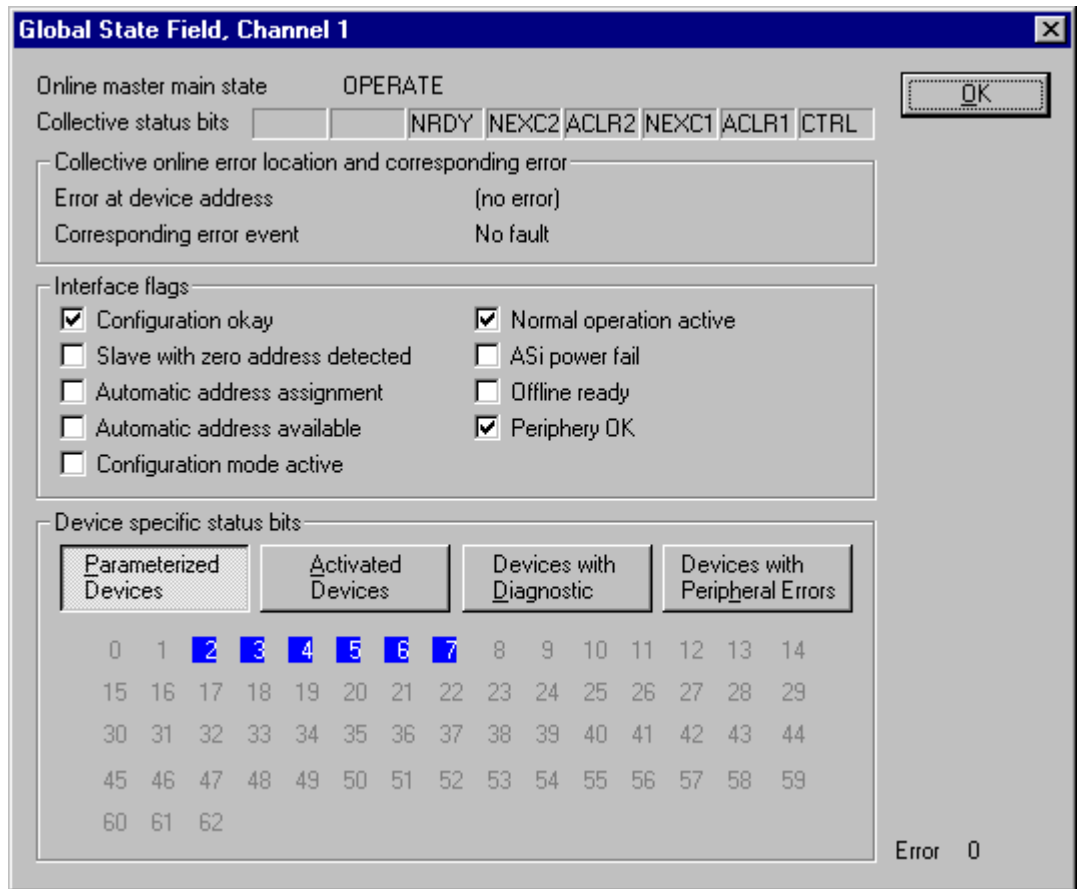 Global State Field, Channel 1
Online master main state OPERATE
OK
Collective status bits NRDY NEXC2 ACLR2 NEXC1 ACLR1 CTRL
Collective online error location and corresponding error
Error at device address (no error)
Corresponding error event No fault
Interface flags
Configuration okay Normal operation active
Slave with zero address detected ASi power fail
Automatic address assignment Offline ready
Automatic address available Periphery OK
Configuration mode active
Device specific status bits
Parameterized Activated Devices with Devices with
Devices Devices Diagnostic Peripheral Errors
0 1 2 3 4 5 6 7 8 9 10 11 12 13 14
15 16 17 18 19 20 21 22 23 24 25 26 27 28 29
30 31 32 33 34 35 36 37 38 39 40 41 42 43 44
45 46 47 48 49 50 51 52 53 54 55 56 57 58 59
60 61 62
Error 0